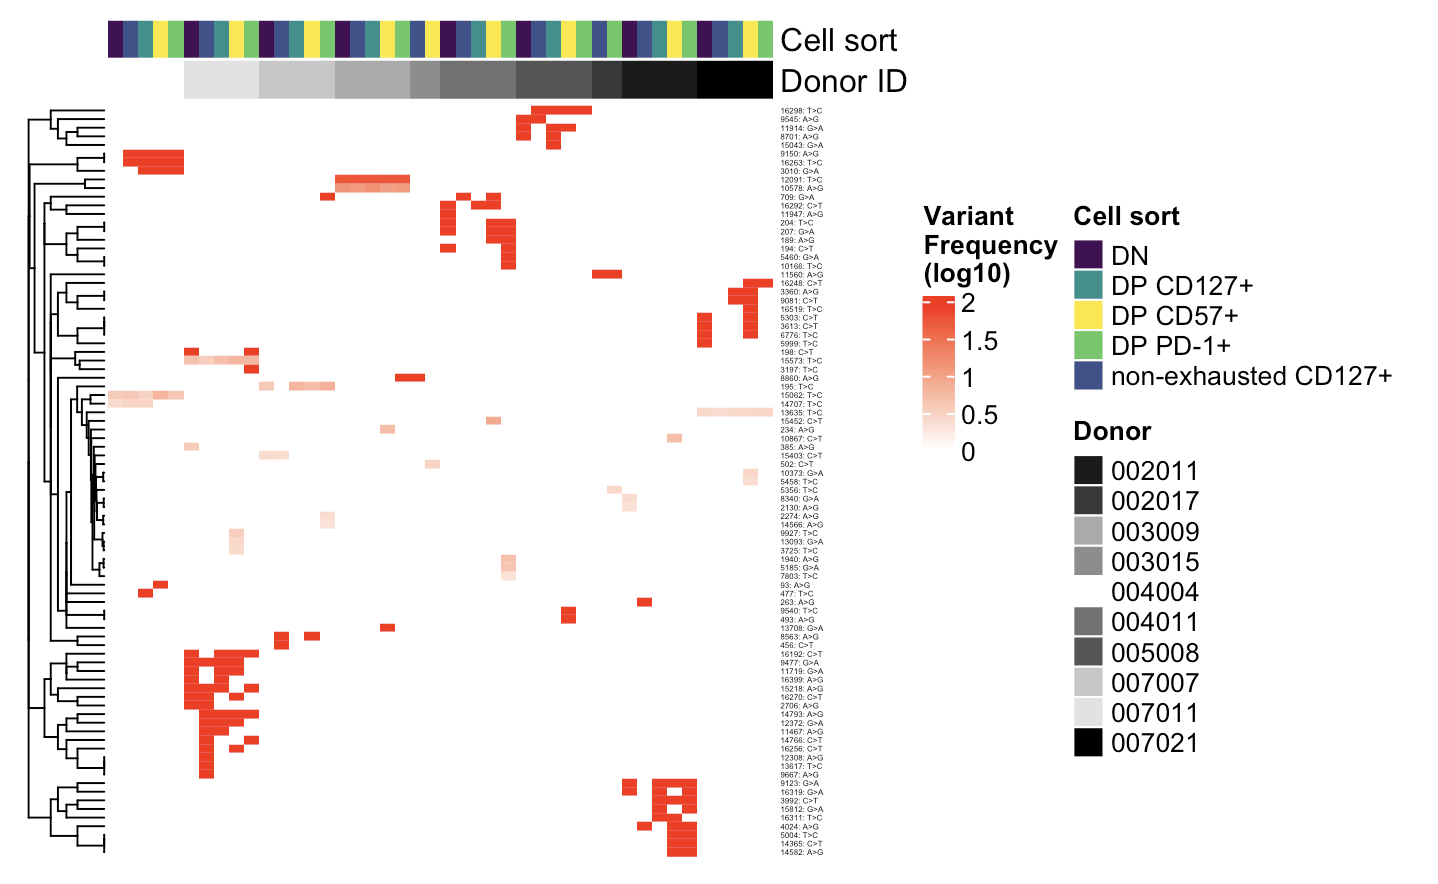 Cell sort
Donor ID
16298: T>C
9545: A>G
11914: G>A
8701: A>G
15043: G>A
9150: A>G
16263: T>C
3010: G>A
12091: T>C
10578: A>G
709: G>A
16292: C>T
11947: A>G
204: T>C
207: G>A
189: A>G
194: C>T
5460: G>A
10166: T>C
11560: A>G
16248: C>T
3360: A>G
9081: C>T
16519: T>C
5303: C>T
3613: C>T
6776: T>C
5999: T>C
198: C>T
15573: T>C
3197: T>C
8860: A>G
195: T>C
15062: T>C
14707: T>C
13635: T>C
15452: C>T
234: A>G
10867: C>T
385: A>G
15403: C>T
502: C>T
10373: G>A
5458: T>C
5356: T>C
8340: G>A
2130: A>G
2274: A>G
14566: A>G
9927: T>C
13093: G>A
3725: T>C
1940: A>G
5185: G>A
7803: T>C
93: A>G
477: T>C
263: A>G
9540: T>C
493: A>G
13708: G>A
8563: A>G
456: C>T
16192: C>T
9477: G>A
11719: G>A
16399: A>G
15218: A>G
16270: C>T
2706: A>G
14793: A>G
12372: G>A
11467: A>G
14766: C>T
16256: C>T
12308: A>G
13617: T>C
9667: A>G
9123: G>A
16319: G>A
3992: C>T
15812: G>A
16311: T>C
4024: A>G
5004: T>C
14365: C>T
14582: A>G
Variant
Frequency
(log10)
2
1.5
1
0.5
0
Cell sort
DN
DP CD127+
DP CD57+
DP PD-1+
non-exhausted CD127+
Donor
002011
002017
003009
003015
004004
004011
005008
007007
007011
007021